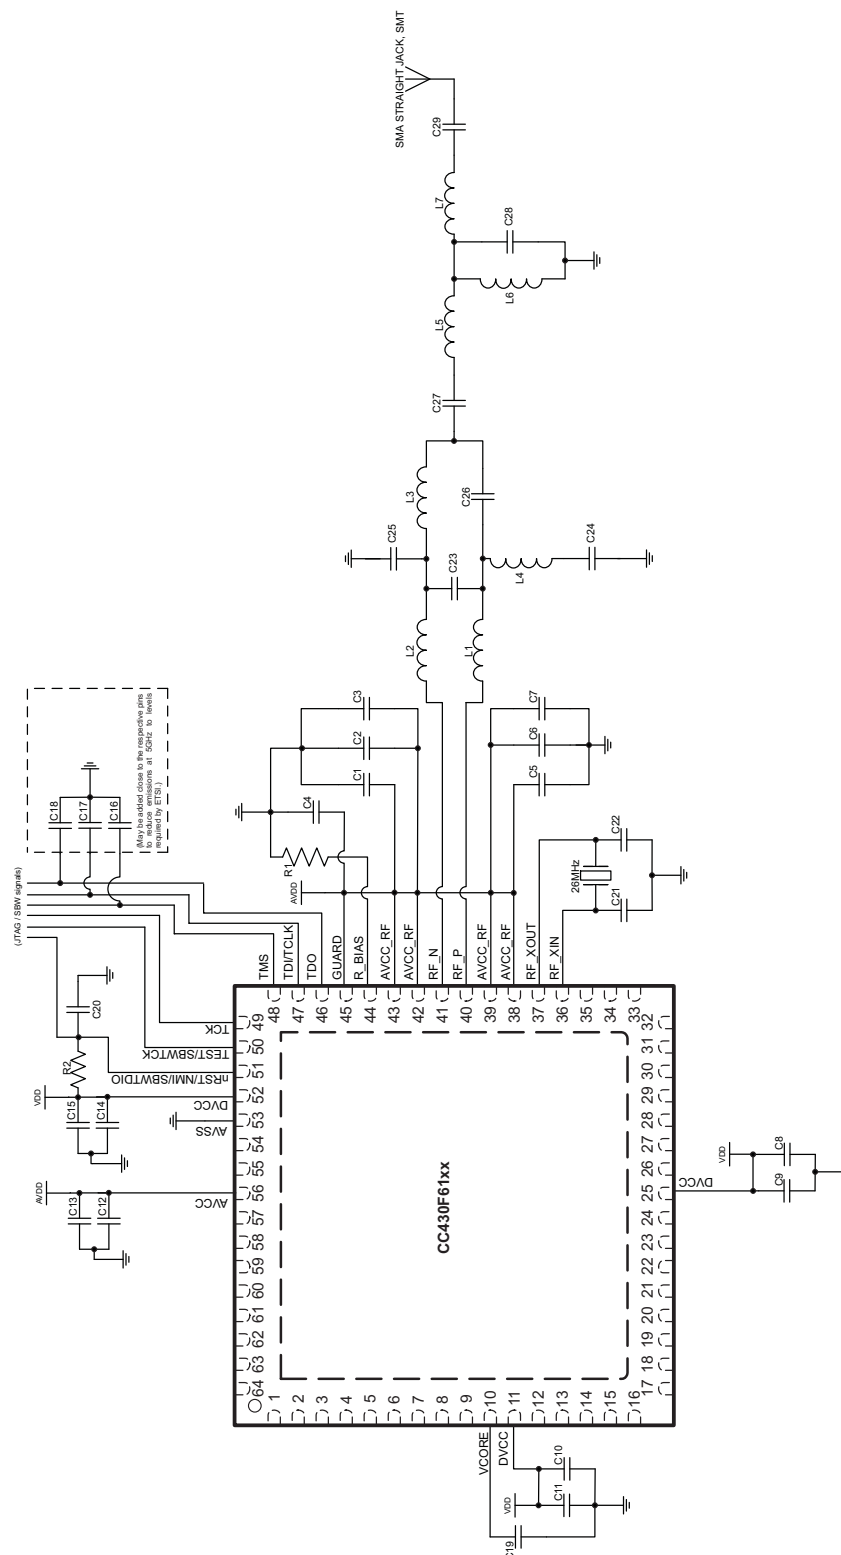 SMA STRAIGHT JACK, SMT
C29
L7
C28
L6
L5
C27
L3
C26
C25
C23
C24
L4
L2
L1
C3
C2
C1
C4
R1
AVDD
C7
C6
C5
C22
26MHz
C21
(May be added close to the respective pins
to reduce emissions at 5GHz to levels
required by ETSI.)
C18
C17
C16
(JTAG / SBW signals)
C20
R2
VDD
C15
C14
AVDD
C13
C12
TMS
TDI/TCLK
TDO
GUARD
R_BIAS
AVCC_RF
AVCC_RF
RF_N
RF_P
AVCC_RF
AVCC_RF
RF_XOUT
RF_XIN
48
47
46
45
44
43
42
41
40
39
38
37
36
35
34
33
TCK
TEST/SBWTCK
nRST/NMI/SBWTDIO
DVCC
AVSS
AVCC
49
50
51
52
53
54
55
56
57
58
59
60
61
62
63
64
CC430F61xx
32
31
30
29
28
27
26
25
24
23
22
21
20
19
18
17
DVCC
VDD
C8
C9
1
2
3
4
5
6
7
8
9
10
11
12
13
14
15
16
VCORE
DVCC
VDD
C10
C11
C19